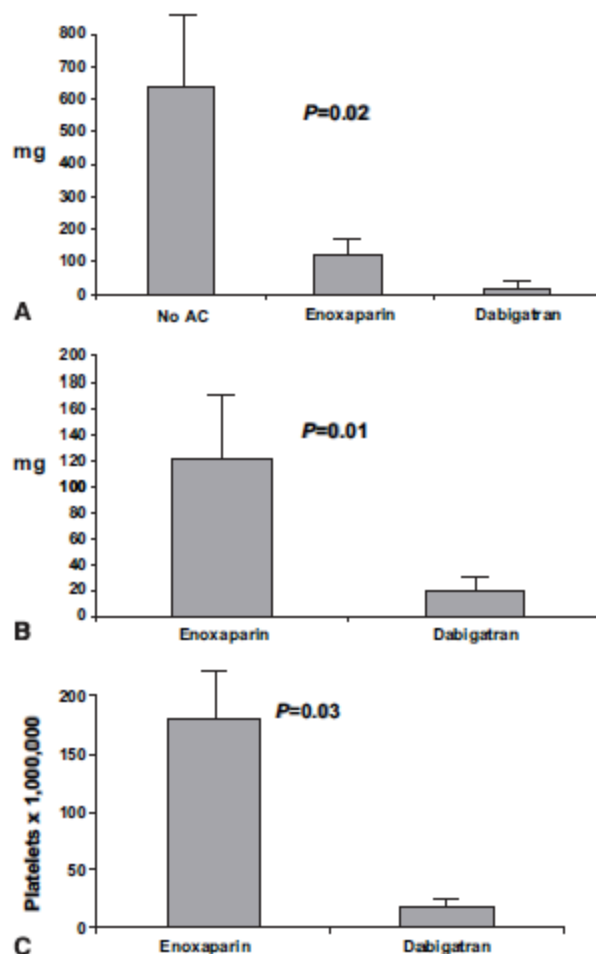 800
700
600
P=0.02
500
mg
400
300
200
100
0
A
No AC Enoxaparin Dabigatran
200
180
160
P=0.01
140
mg
120
100
80
60
40
20
0
B
Enoxaparin Dabigatran
200
P=0.03
150
100
50
0
Platelets x 1,000,000
C
Enoxaparin Dabigatran